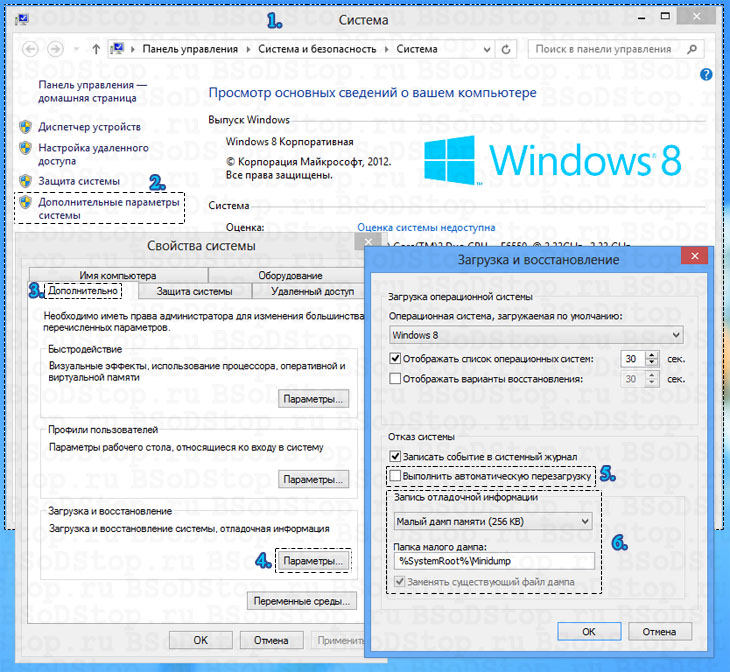 1.
Система
Панель управления
Система и безопасность
Система
Поиск в панели управления
Панель управления —
домашняя страница
Диспетчер устройств
Настройка удаленного
доступа
Защита системы
2.
Дополнительные параметры
системы
Просмотр основных сведений о вашем компьютере
Выпуск Windows
Windows 8 Корпоративная
© Корпорация Майкрософт, 2012.
Все права защищены.
Windows 8
Система
Оценка:
Оценка системы недоступна
Свойства системы
Имя компьютера
Оборудование
3.
Дополнительно
Защита системы
Удаленный доступ
Необходимо иметь права администратора для изменения большинства
перечисленных параметров.
Быстродействие
Визуальные эффекты, использование процессора, оперативной и
виртуальной памяти
Параметры...
Профили пользователей
Параметры рабочего стола, относящиеся ко входу в систему
Параметры...
Загрузка и восстановление
Загрузка и восстановление системы, отладочная информация
4.
Параметры...
Переменные среды...
OK
Отмена
Применить
Загрузка и восстановление
Загрузка операционной системы
Операционная система, загружаемая по умолчанию:
Windows 8
Отображать список операционных систем:
30
сек.
Отображать варианты восстановления:
30
сек.
Отказ системы
Записать событие в системный журнал
Выполнить автоматическую перезагрузку
5.
Запись отладочной информации
Малый дамп памяти (256 KB)
6.
Папка малого дампа:
%SystemRoot%\Minidump
Заменять существующий файл дампа
OK
Отмена
BSoDStop.ru